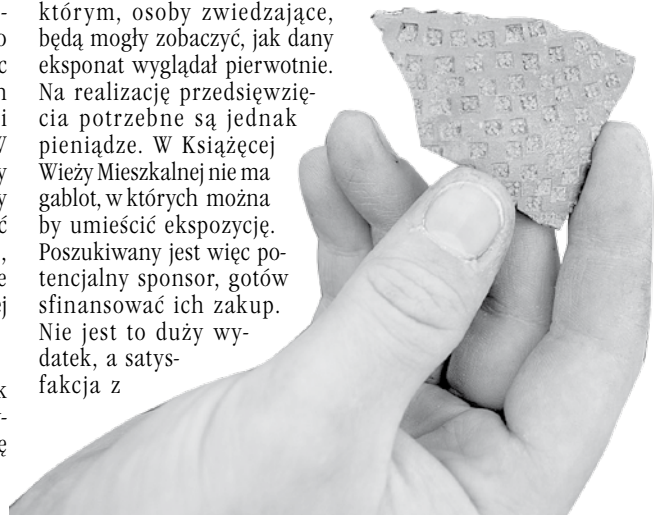 -
o
c
h
i
W
y
y
ć
,
e
ej
k
-
ę
którym, osoby zwiedzające,
będą mogły zobaczyć, jak dany
eksponat wyglądał pierwotnie.
Na realizację przedsięwzię-
cia potrzebne są jednak
pieniądze. W Książęcej
Wieży Mieszkalnej nie ma
gablot, w których można
by umieścić ekspozycję.
Poszukiwany jest więc po-
tencjalny sponsor, gotów
sfinansować ich zakup.
Nie jest to duży wy-
datek, a satys-
fakcja z